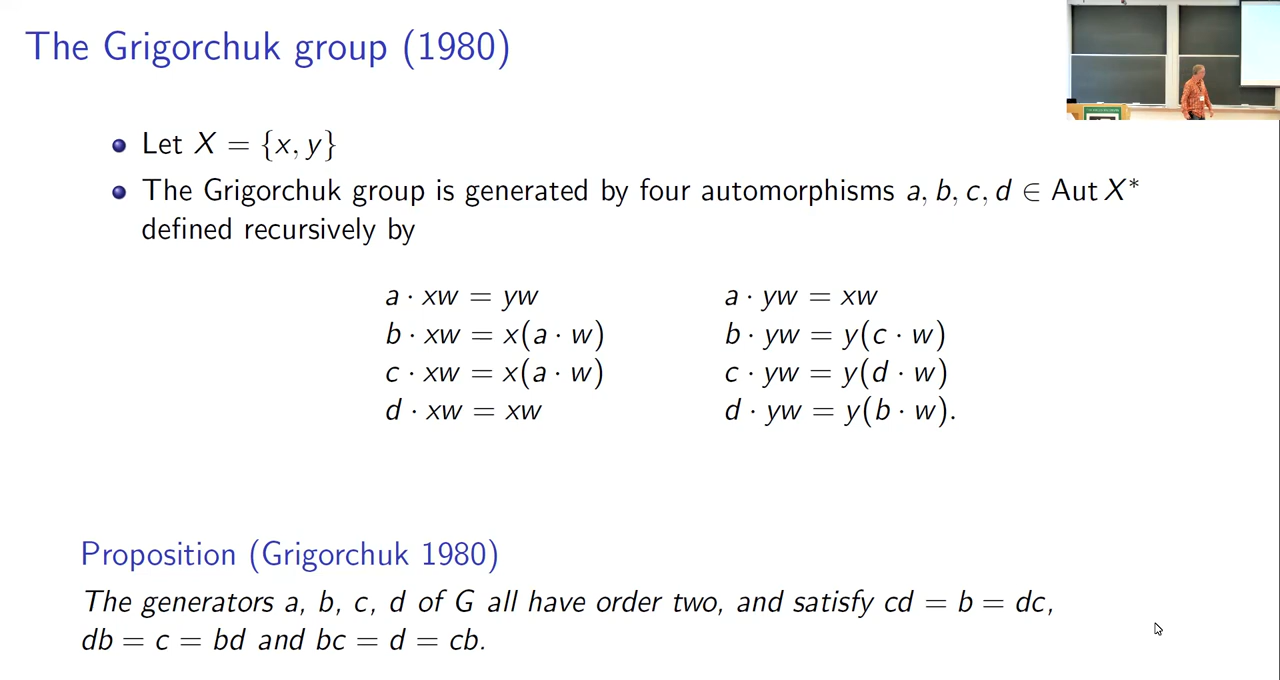 The Grigorchuk group (1980)
Let X = {x, y}
The Grigorchuk group is generated by four automorphisms a, b, c, d ∈ Aut X*
defined recursively by
a · xw = yw a · yw = xw
b · xw = x(a · w) b · yw = y(c · w)
c · xw = x(a · w) c · yw = y(d · w)
d · xw = xw d · yw = y(b · w).
Proposition (Grigorchuk 1980)
The generators a, b, c, d of G all have order two, and satisfy cd = b = dc,
db = c = bd and bc = d = cb.